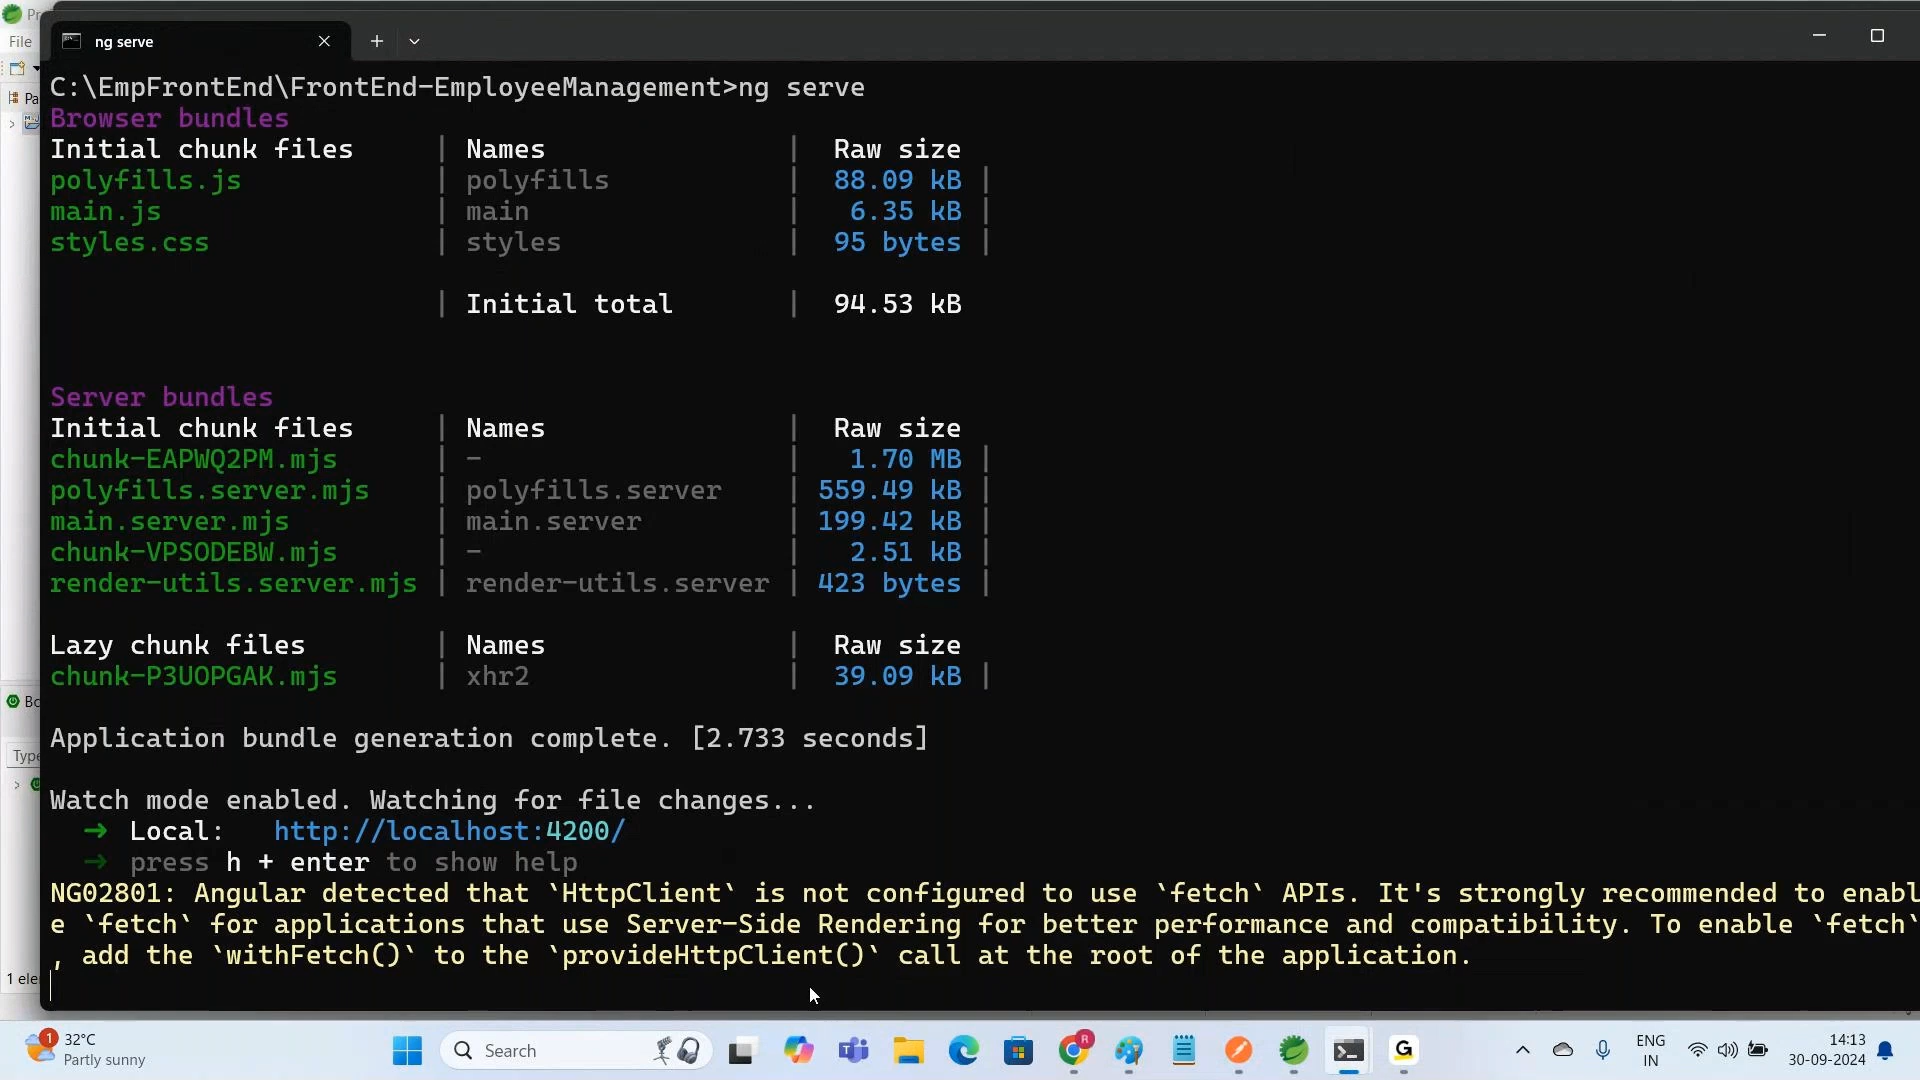 Pr
ng serve
File
C:\EmpFrontEnd\FrontEnd-EmployeeManagement>ng serve
Pa
Browser bundles
Initial chunk files | Names | Raw size
polyfills.js | polyfills | 88.09 kB |
main.js | main | 6.35 kB |
styles.css | styles | 95 bytes |
| Initial total | 94.53 kB
Server bundles
Initial chunk files | Names | Raw size
chunk-EAPWQ2PM.mjs | - | 1.70 MB |
polyfills.server.mjs | polyfills.server | 559.49 kB |
main.server.mjs | main.server | 199.42 kB |
chunk-VPSODEBW.mjs | - | 2.51 kB |
render-utils.server.mjs | render-utils.server | 423 bytes |
Lazy chunk files | Names | Raw size
chunk-P3UOPGAK.mjs | xhr2 | 39.09 kB |
Bo
Application bundle generation complete. [2.733 seconds]
Type
Watch mode enabled. Watching for file changes...
➜ Local: http://localhost:4200/
➜ press h + enter to show help
NG02801: Angular detected that `HttpClient` is not configured to use `fetch` APIs. It's strongly recommended to enabl
e `fetch` for applications that use Server-Side Rendering for better performance and compatibility. To enable `fetch`
, add the `withFetch()` to the `provideHttpClient()` call at the root of the application.
1 ele
1
32°C
Partly sunny
Search
R
G
ENG
IN
14:13
30-09-2024